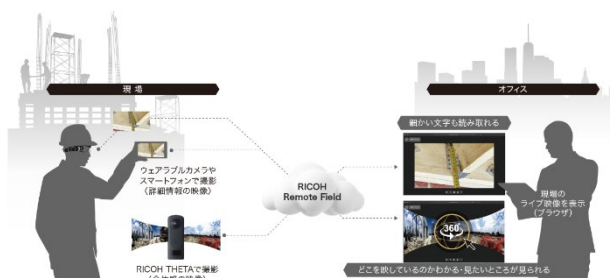 現 場
オフィス
細かい文字も読み取れる
ウェアラブルカメラや
スマートフォンで撮影
(詳細情報の映像)
RICOH
Remote Field
現場の
ライブ映像を表示
(ブラウザ)
360°
RICOH THETAで撮影
どこを映しているのかわかる・見たいところが見られる